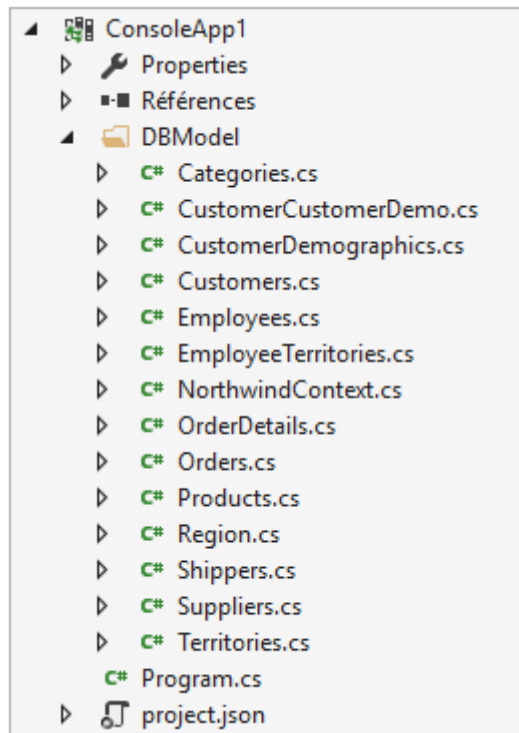 ConsoleApp1
Properties
Références
DBModel
C# Categories.cs
C# CustomerCustomerDemo.cs
C# CustomerDemographics.cs
C# Customers.cs
C# Employees.cs
C# EmployeeTerritories.cs
C# NorthwindContext.cs
C# OrderDetails.cs
C# Orders.cs
C# Products.cs
C# Region.cs
C# Shippers.cs
C# Suppliers.cs
C# Territories.cs
C# Program.cs
project.json